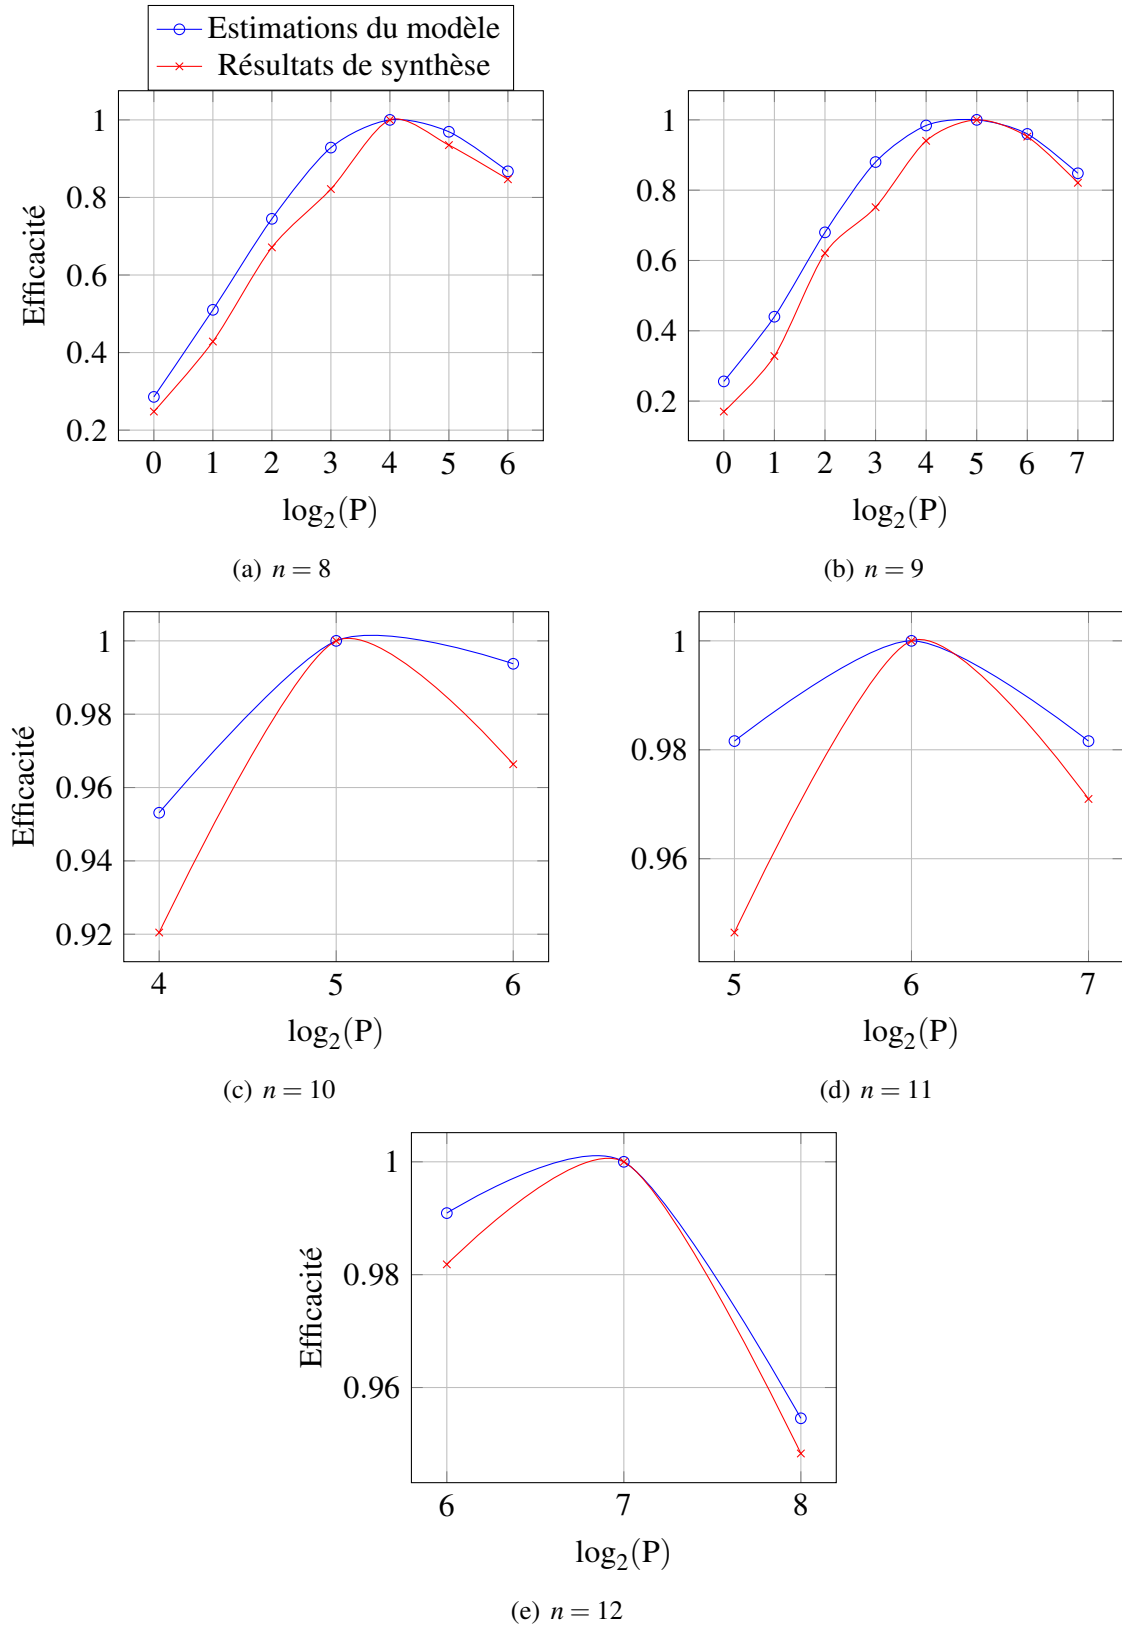 Estimations du modèle
Résultats de synthèse
1
0.8
0.6
0.4
0.2
Efficacité
0 1 2 3 4 5 6
log2(P)
(a) n = 8
1
0.8
0.6
0.4
0.2
0 1 2 3 4 5 6 7
log2(P)
(b) n = 9
1
0.98
0.96
0.94
0.92
Efficacité
4 5 6
log2(P)
(c) n = 10
1
0.98
0.96
5 6 7
log2(P)
(d) n = 11
1
0.98
0.96
Efficacité
6 7 8
log2(P)
(e) n = 12